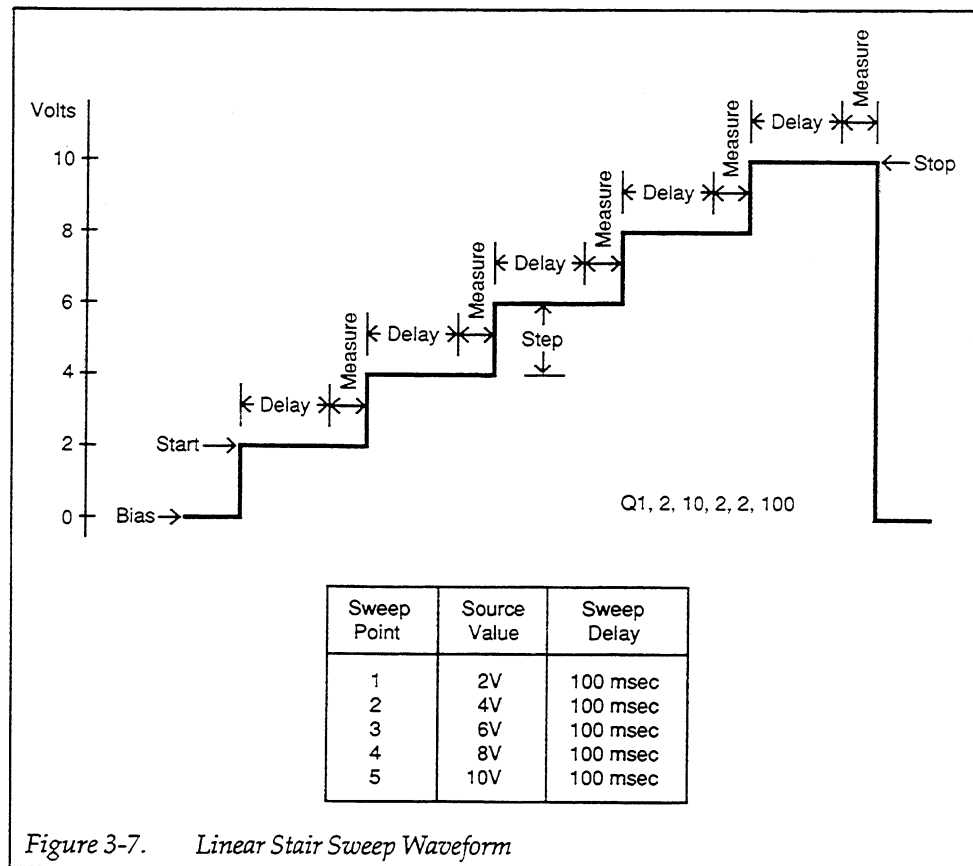 Measure
Volts
Delay
Measure
10
Stop
Delay
Measure
8
Delay
Measure
6
Delay
Measure
Step
4
Delay
Start
2
Q1, 2, 10, 2, 2, 100
Bias
0
Sweep Point Source Value Sweep Delay
1 2V 100 msec
2 4V 100 msec
3 6V 100 msec
4 8V 100 msec
5 10V 100 msec
Figure 3-7. Linear Stair Sweep Waveform